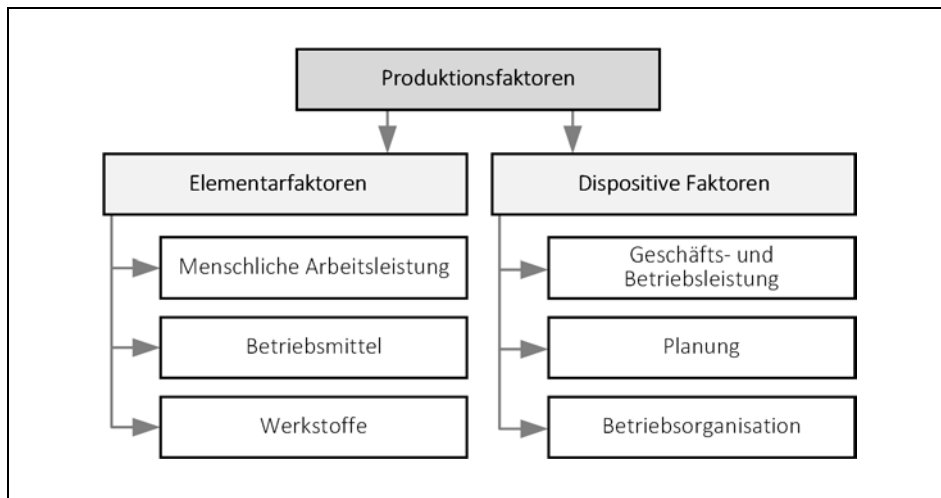 Produktionsfaktoren
Elementarfaktoren
Menschliche Arbeitsleistung
Betriebsmittel
Werkstoffe
Dispositive Faktoren
Geschäfts- und
Betriebsleistung
Planung
Betriebsorganisation